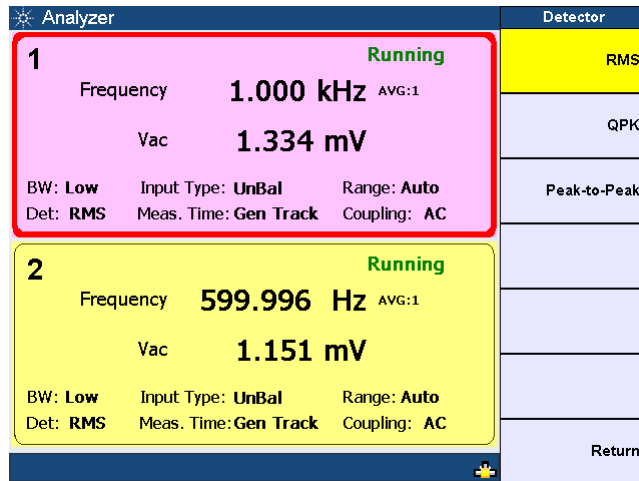 Analyzer
Detector
1
Running
Frequency 1.000 kHz AVG:1
Vac 1.334 mV
BW: Low Input Type: UnBal Range: Auto
Det: RMS Meas. Time: Gen Track Coupling: AC
2
Running
Frequency 599.996 Hz AVG:1
Vac 1.151 mV
BW: Low Input Type: UnBal Range: Auto
Det: RMS Meas. Time: Gen Track Coupling: AC
RMS
QPK
Peak-to-Peak
Return